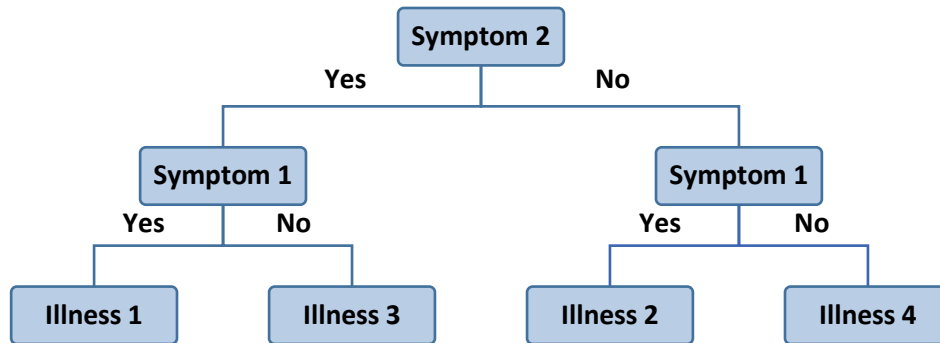 Symptom 2
Yes No
Symptom 1 Symptom 1
Yes No Yes No
Illness 1 Illness 3 Illness 2 Illness 4